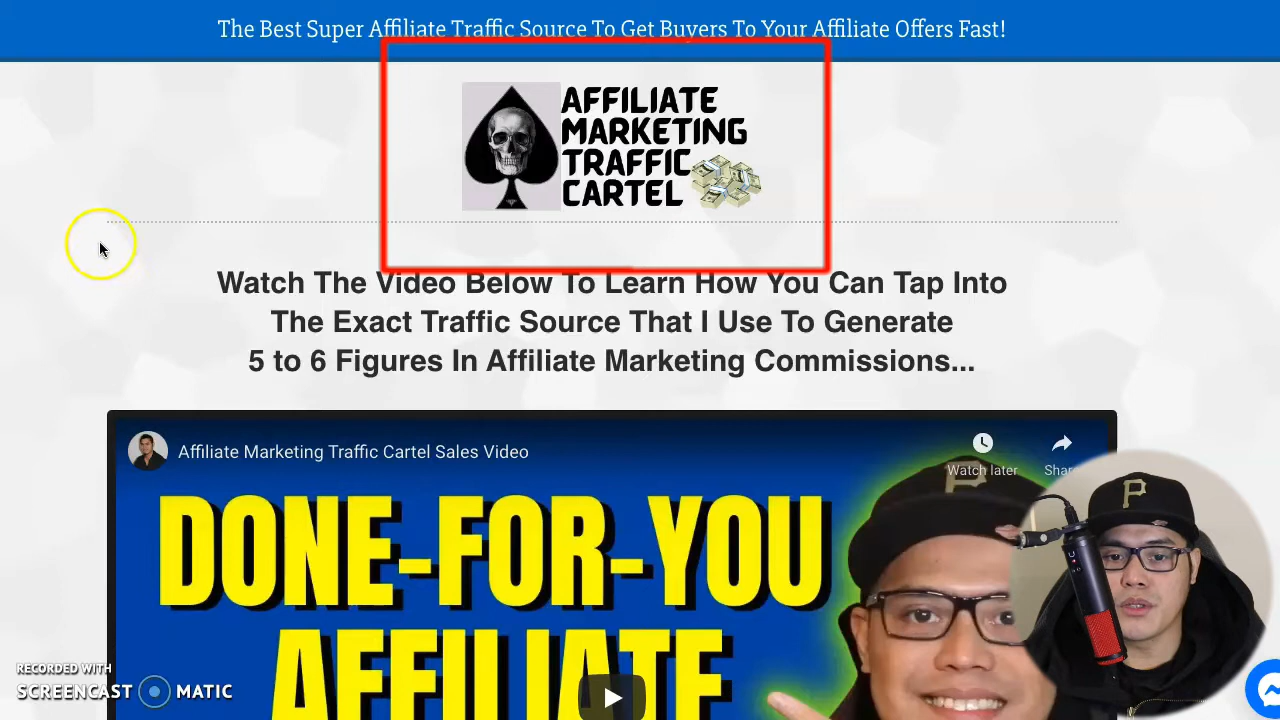 The Best Super Affiliate Traffic Source To Get Buyers To Your Affiliate Offers Fast!
AFFILIATE
MARKETING
TRAFFIC
CARTEL
Watch The Video Below To Learn How You Can Tap Into
The Exact Traffic Source That I Use To Generate
5 to 6 Figures In Affiliate Marketing Commissions...
Affiliate Marketing Traffic Cartel Sales Video
Watch later
Shar
DONE-FOR-YOU
AFFILIATE
P
P
RECORDED WITH
SCREENCAST MATIC